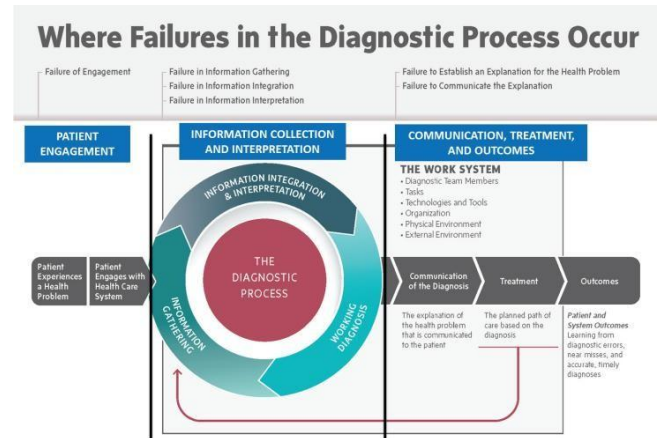 Where Failures in the Diagnostic Process Occur
Failure of Engagement
Failure in Information Gathering
Failure in Information Integration
Failure in Information Interpretation
Failure to Establish an Explanation for the Health Problem
Failure to Communicate the Explanation
PATIENT
ENGAGEMENT
INFORMATION COLLECTION
AND INTERPRETATION
COMMUNICATION, TREATMENT,
AND OUTCOMES
THE WORK SYSTEM
• Diagnostic Team Members
• Tasks
• Technologies and Tools
• Organization
• Physical Environment
• External Environment
Patient
Experiences
a Health
Problem
Patient
Engages with
Health Care
System
INFORMATION INTEGRATION
& INTERPRETATION
THE
DIAGNOSTIC
PROCESS
INFORMATION
GATHERING
WORKING
DIAGNOSIS
Communication
of the Diagnosis
Treatment
Outcomes
The explanation of
the health problem
that is communicated
to the patient
The planned path of
care based on the
diagnosis
Patient and
System Outcomes
Learning from
diagnostic errors,
near misses, and
accurate, timely
diagnoses